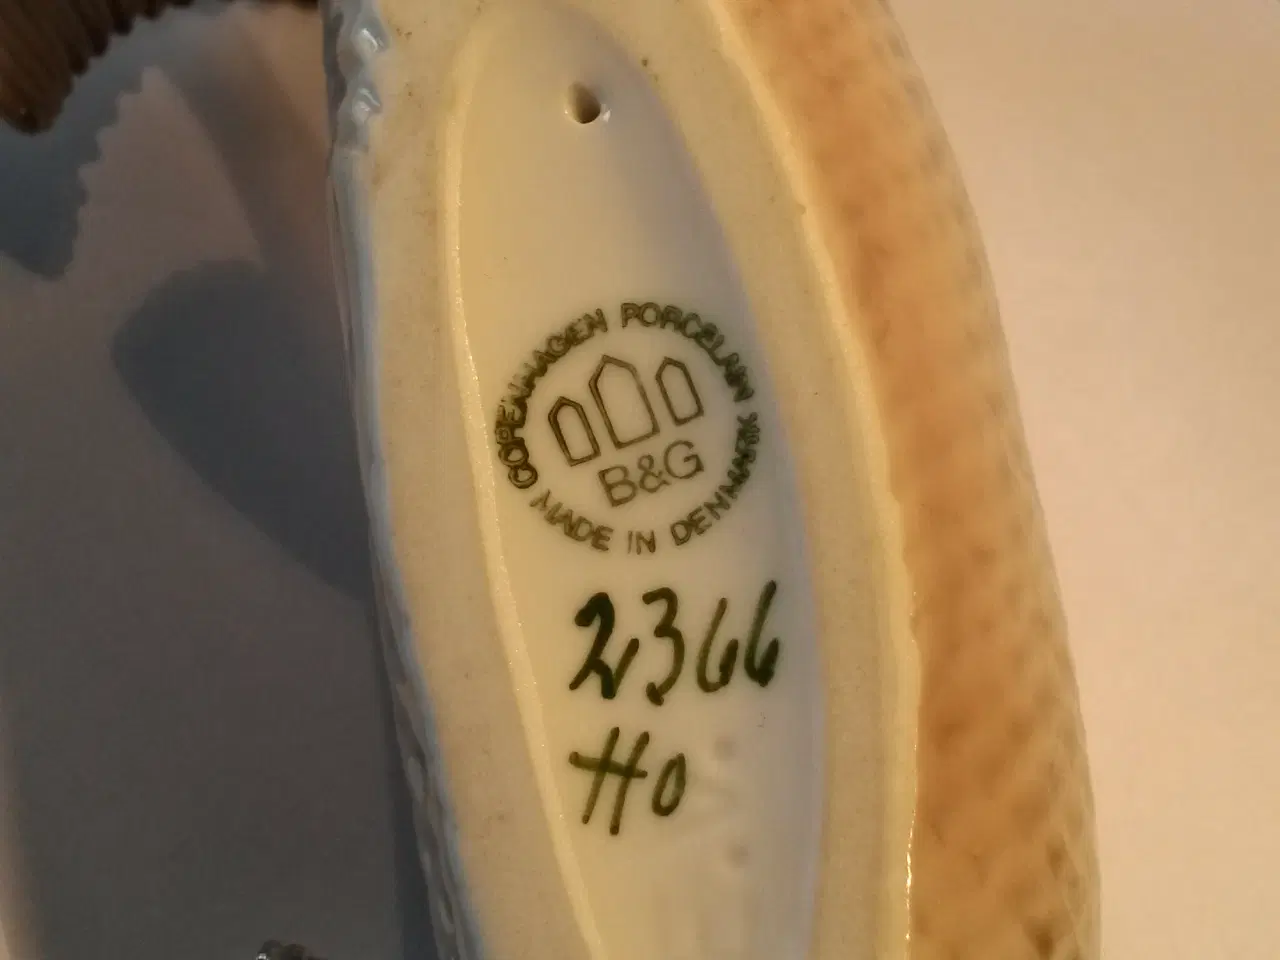 COPENHAGEN PORCELAIN
B&G
MADE IN DENMARK
2366
Ho